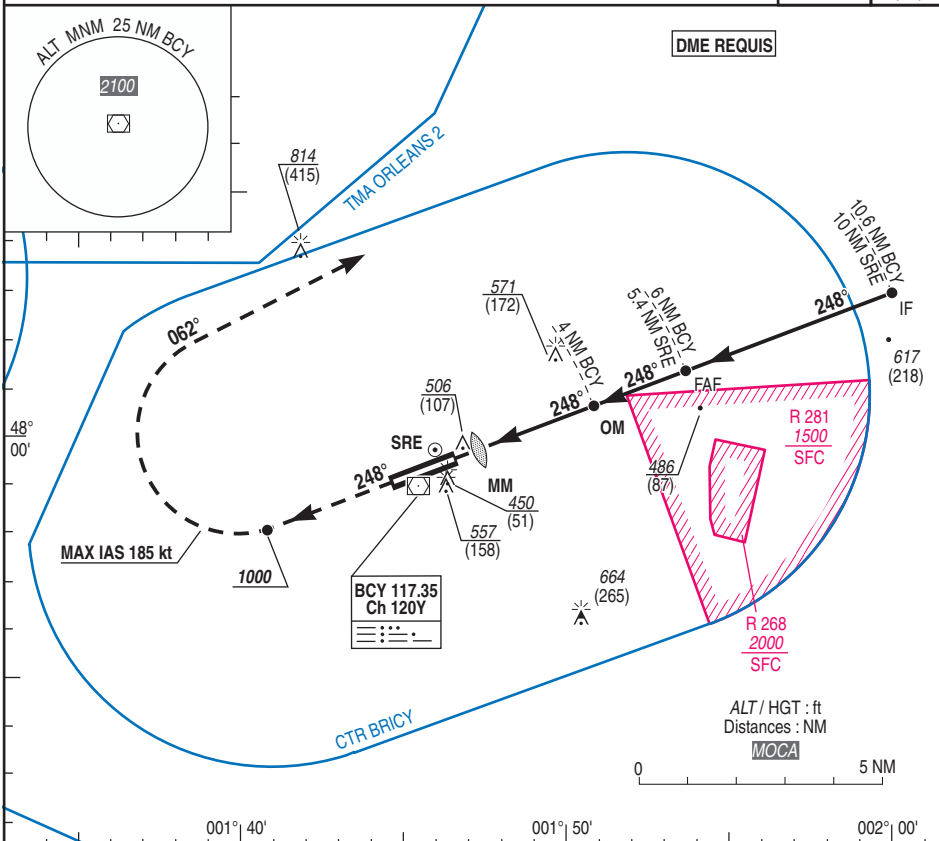 ALT MNM 25 NM BCY
2100
DME REQUIS
814
(415)
TMA ORLEANS 2
10.6 NM BCY
10 NM SRE
248°
IF
062°
571
(172)
6 NM BCY
5.4 NM SRE
4 NM BCY
617
(218)
248°
FAF
248°
506
(107)
OM
R 281
1500
SFC
48°
00'
SRE
486
(87)
248°
MM
450
(51)
557
(158)
MAX IAS 185 kt
1000
BCY 117.35
Ch 120Y
664
(265)
R 268
2000
SFC
CTR BRICY
ALT / HGT : ft
Distances : NM
MOCA
0
5 NM
001° 40'
001° 50'
002° 00'